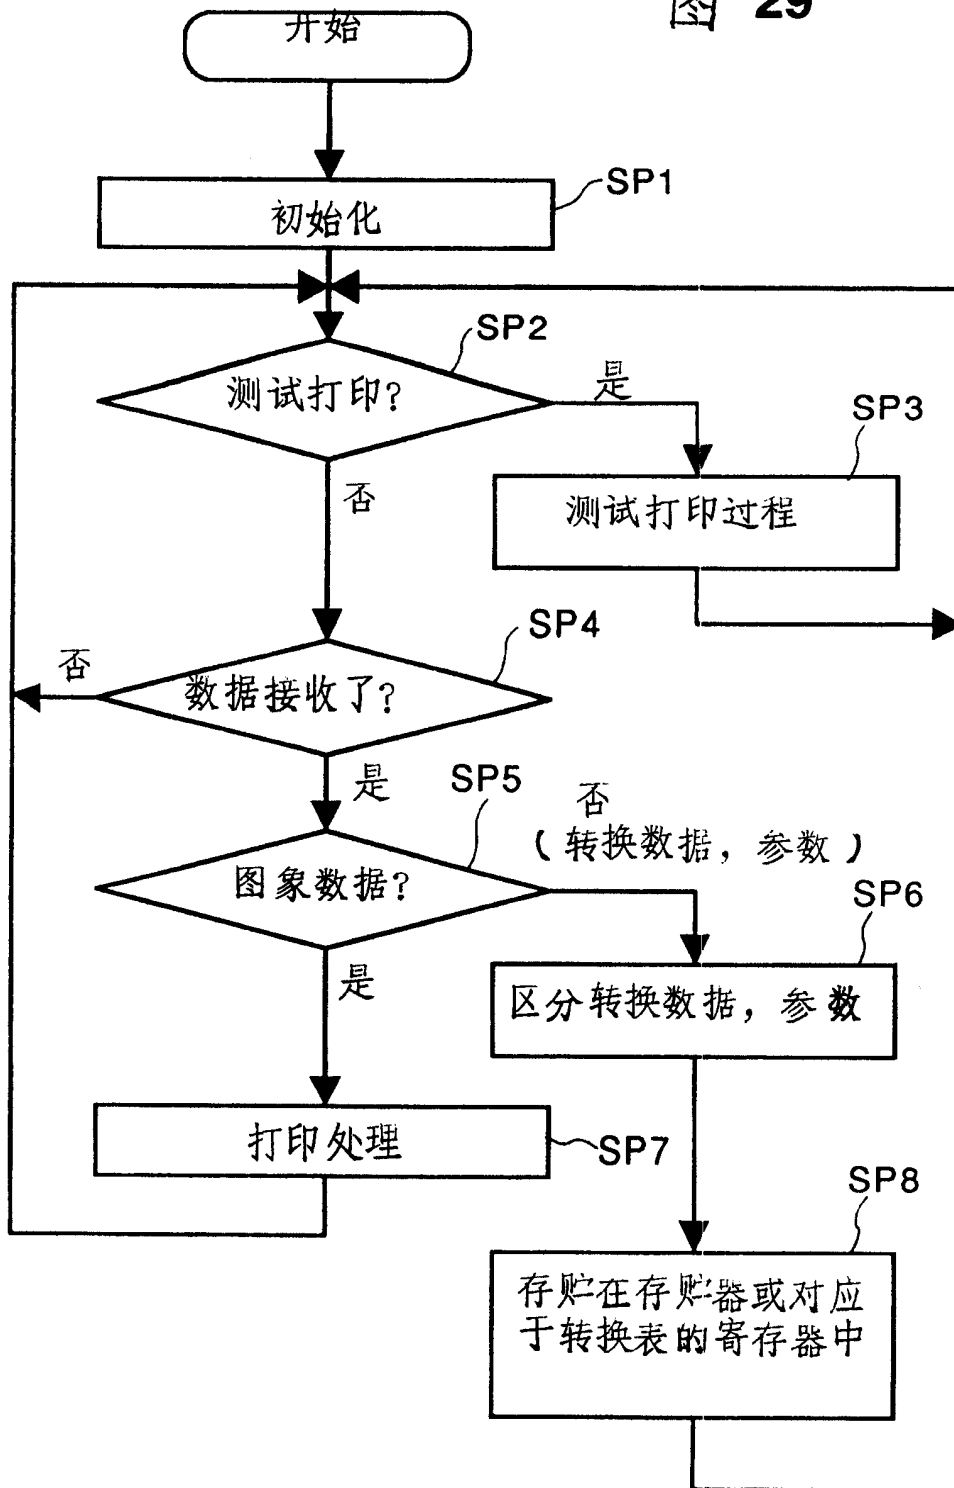 图 29
开始
SP1
初始化
SP2
测试打印?
是
SP3
测试打印过程
否
SP4
数据接收了?
否
是
SP5
否
(转换数据,参数)
图象数据?
SP6
区分转换数据,参数
是
打印处理
SP7
SP8
存贮在存贮器或对应
于转换表的寄存器中